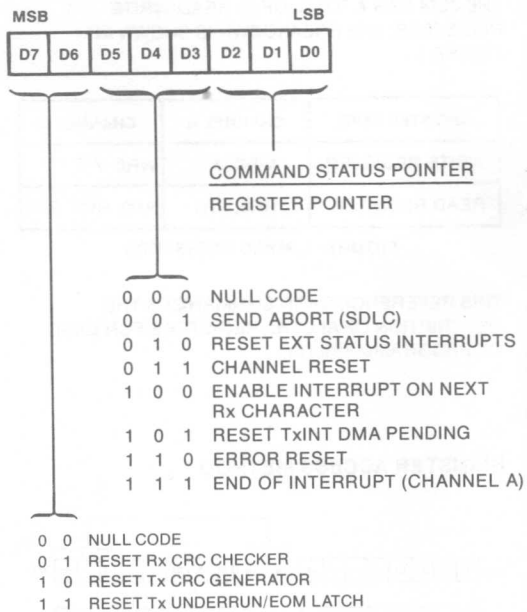 MSB LSB
D7 D6 D5 D4 D3 D2 D1 D0
COMMAND STATUS POINTER
REGISTER POINTER
0 0 0 NULL CODE
0 0 1 SEND ABORT (SDLC)
0 1 0 RESET EXT STATUS INTERRUPTS
0 1 1 CHANNEL RESET
1 0 0 ENABLE INTERRUPT ON NEXT
Rx CHARACTER
1 0 1 RESET TxINT DMA PENDING
1 1 0 ERROR RESET
1 1 1 END OF INTERRUPT (CHANNEL A)
0 0 NULL CODE
0 1 RESET Rx CRC CHECKER
1 0 RESET Tx CRC GENERATOR
1 1 RESET Tx UNDERRUN/EOM LATCH